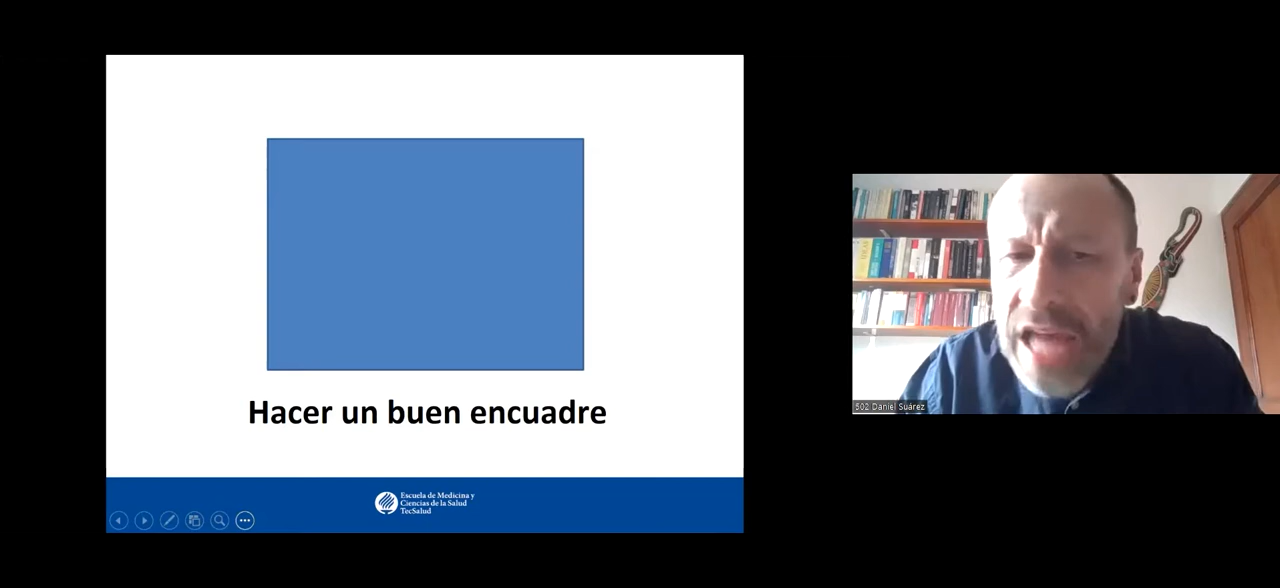 Hacer un buen encuadre
Escuela de Medicina y
Ciencias de la Salud
TecSalud
502 Daniel Suárez